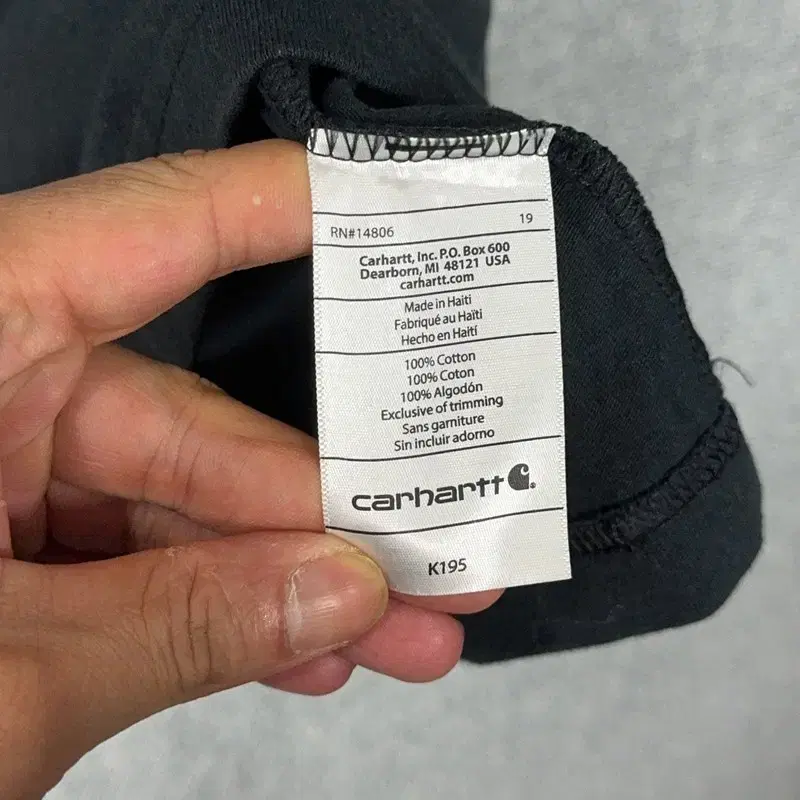 RN#14806 19
Carhartt, Inc. P.O. Box 600
Dearborn, MI 48121 USA
carhartt.com
Made in Haiti
Fabriqué au Haïti
Hecho en Haití
100% Cotton
100% Coton
100% Algodón
Exclusive of trimming
Sans garniture
Sin incluir adorno
carhartt
K195